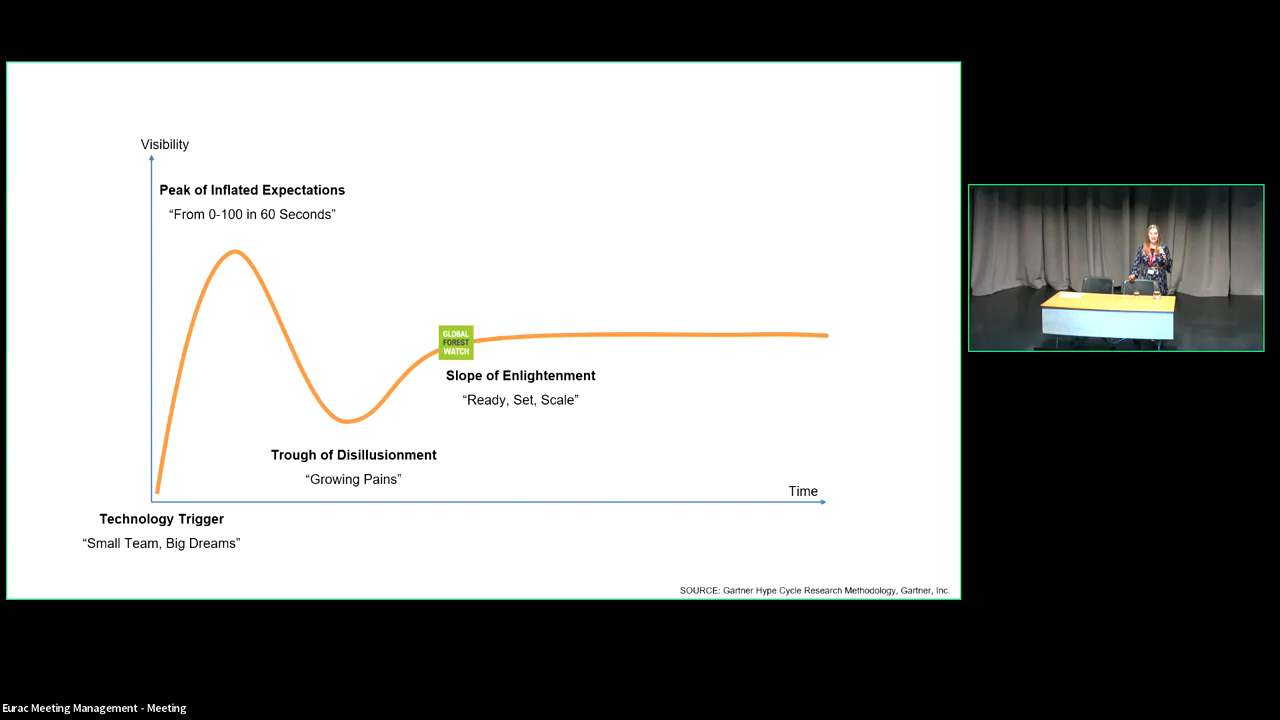 Visibility
Peak of Inflated Expectations
“From 0-100 in 60 Seconds”
GLOBAL
FOREST
WATCH
Slope of Enlightenment
“Ready, Set, Scale”
Trough of Disillusionment
“Growing Pains”
Time
Technology Trigger
“Small Team, Big Dreams”
SOURCE: Gartner Hype Cycle Research Methodology, Gartner, Inc.
Eurac Meeting Management - Meeting